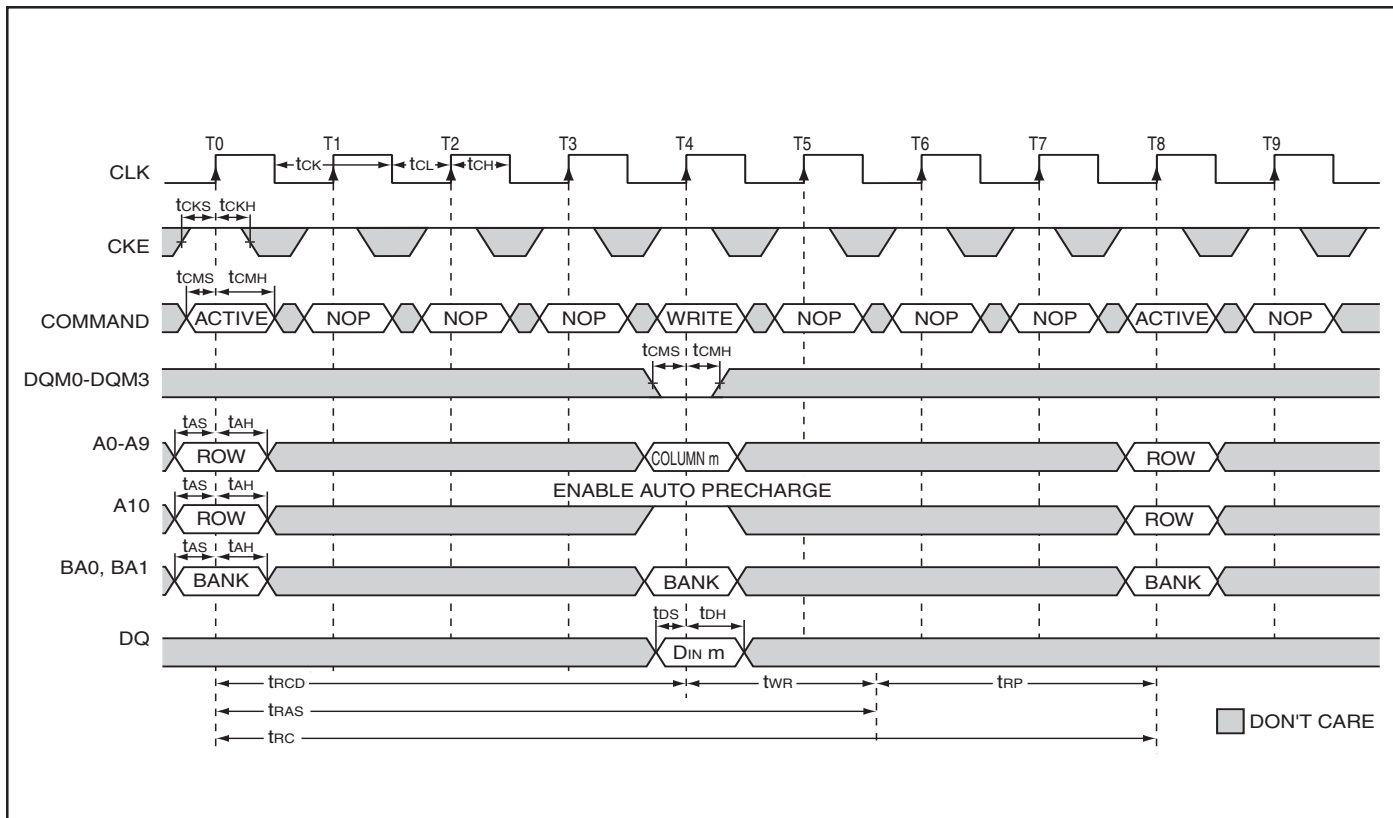 T0 T1 T2 T3 T4 T5 T6 T7 T8 T9
CLK tCK tCL tCH
tCKS tCKH
CKE
tCMS tCMH
COMMAND ACTIVE NOP NOP NOP WRITE NOP NOP NOP ACTIVE NOP
tCMS tCMH
DQM0-DQM3
tAS tAH
A0-A9 ROW COLUMN m ROW
tAS tAH ENABLE AUTO PRECHARGE
A10 ROW ROW
tAS tAH
BA0, BA1 BANK BANK BANK
tDS tDH
DQ DIN m
tRCD tWR tRP
tRAS
DON'T CARE
tRC